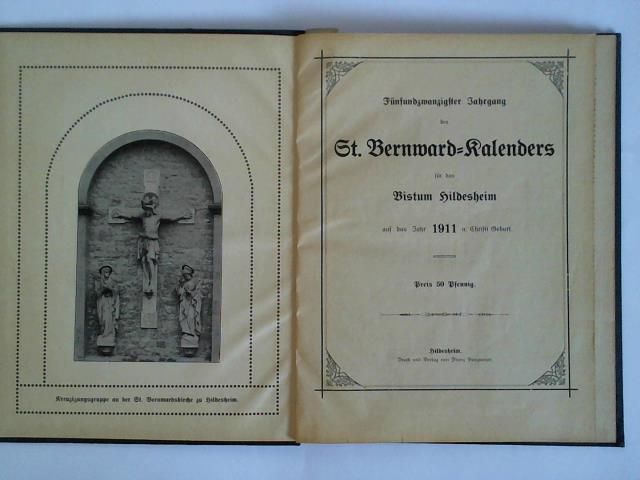 Kreuzigungsgruppe an der St. Bernwardskirche zu Hildesheim.
Fünfundzwanzigster Jahrgang
des
St. Bernward=Kalenders
für das
Bistum Hildesheim
auf das Jahr 1911 n. Christi Geburt.
Preis 50 Pfennig.
Hildesheim.
Druck und Verlag von Franz